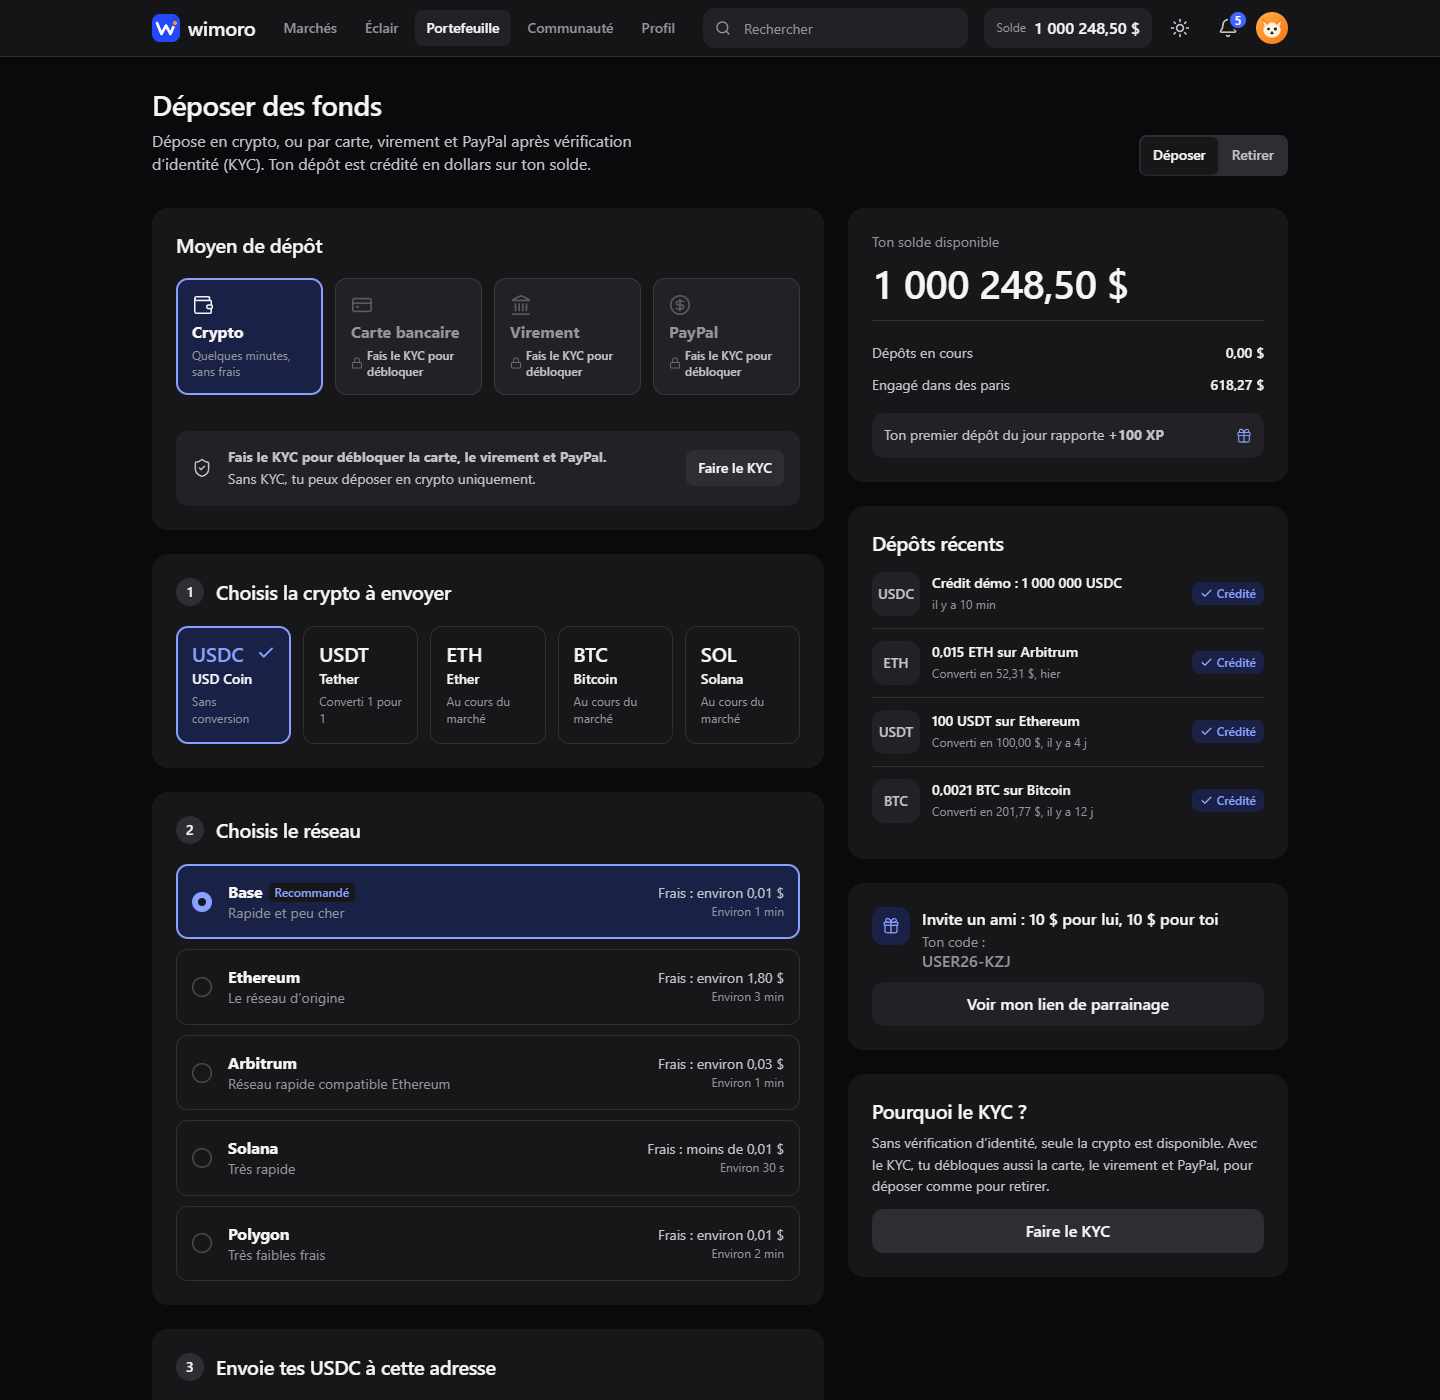 wimoro
Marchés
Éclair
Portefeuille
Communauté
Profil
Rechercher
Solde 1 000 248,50 $
5
Déposer des fonds
Dépose en crypto, ou par carte, virement et PayPal après vérification
d'identité (KYC). Ton dépôt est crédité en dollars sur ton solde.
Déposer
Retirer
Moyen de dépôt
Crypto
Quelques minutes,
sans frais
Carte bancaire
Fais le KYC pour
débloquer
Virement
Fais le KYC pour
débloquer
PayPal
Fais le KYC pour
débloquer
Fais le KYC pour débloquer la carte, le virement et PayPal.
Sans KYC, tu peux déposer en crypto uniquement.
Faire le KYC
1
Choisis la crypto à envoyer
USDC
USD Coin
Sans
conversion
USDT
Tether
Converti 1 pour
1
ETH
Ether
Au cours du
marché
BTC
Bitcoin
Au cours du
marché
SOL
Solana
Au cours du
marché
2
Choisis le réseau
Base Recommandé
Rapide et peu cher
Frais : environ 0,01 $
Environ 1 min
Ethereum
Le réseau d'origine
Frais : environ 1,80 $
Environ 3 min
Arbitrum
Réseau rapide compatible Ethereum
Frais : environ 0,03 $
Environ 1 min
Solana
Très rapide
Frais : moins de 0,01 $
Environ 30 s
Polygon
Très faibles frais
Frais : environ 0,01 $
Environ 2 min
3
Envoie tes USDC à cette adresse
Ton solde disponible
1 000 248,50 $
Dépôts en cours
0,00 $
Engagé dans des paris
618,27 $
Ton premier dépôt du jour rapporte +100 XP
Dépôts récents
USDC
Crédit démo : 1 000 000 USDC
il y a 10 min
Crédité
ETH
0,015 ETH sur Arbitrum
Converti en 52,31 $, hier
Crédité
USDT
100 USDT sur Ethereum
Converti en 100,00 $, il y a 4 j
Crédité
BTC
0,0021 BTC sur Bitcoin
Converti en 201,77 $, il y a 12 j
Crédité
Invite un ami : 10 $ pour lui, 10 $ pour toi
Ton code :
USER26-KZJ
Voir mon lien de parrainage
Pourquoi le KYC ?
Sans vérification d'identité, seule la crypto est disponible. Avec
le KYC, tu débloques aussi la carte, le virement et PayPal, pour
déposer comme pour retirer.
Faire le KYC